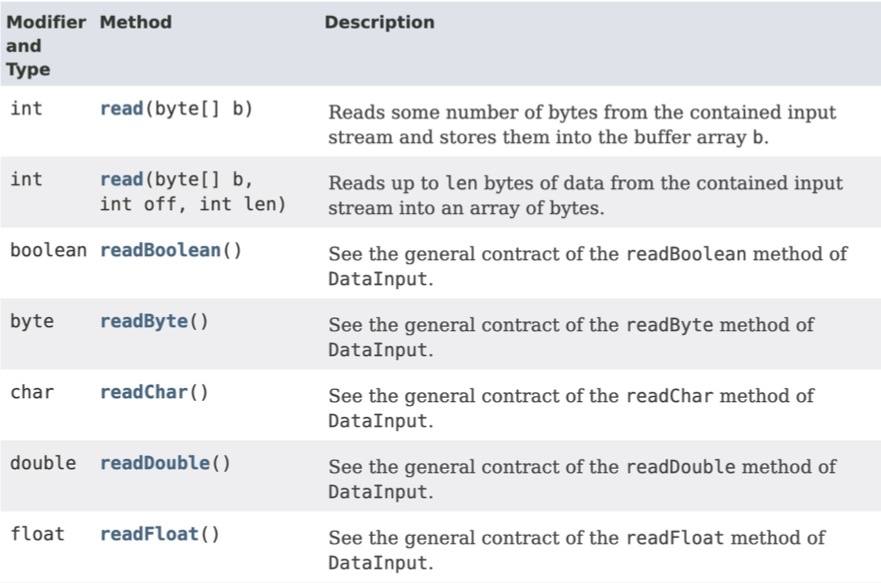 Modifier and Type Method Description
int read(byte[] b) Reads some number of bytes from the contained input
stream and stores them into the buffer array b.
int read(byte[] b, Reads up to len bytes of data from the contained input
int off, int len) stream into an array of bytes.
boolean readBoolean() See the general contract of the readBoolean method of
DataInput.
byte readByte() See the general contract of the readByte method of
DataInput.
char readChar() See the general contract of the readChar method of
DataInput.
double readDouble() See the general contract of the readDouble method of
DataInput.
float readFloat() See the general contract of the readFloat method of
DataInput.